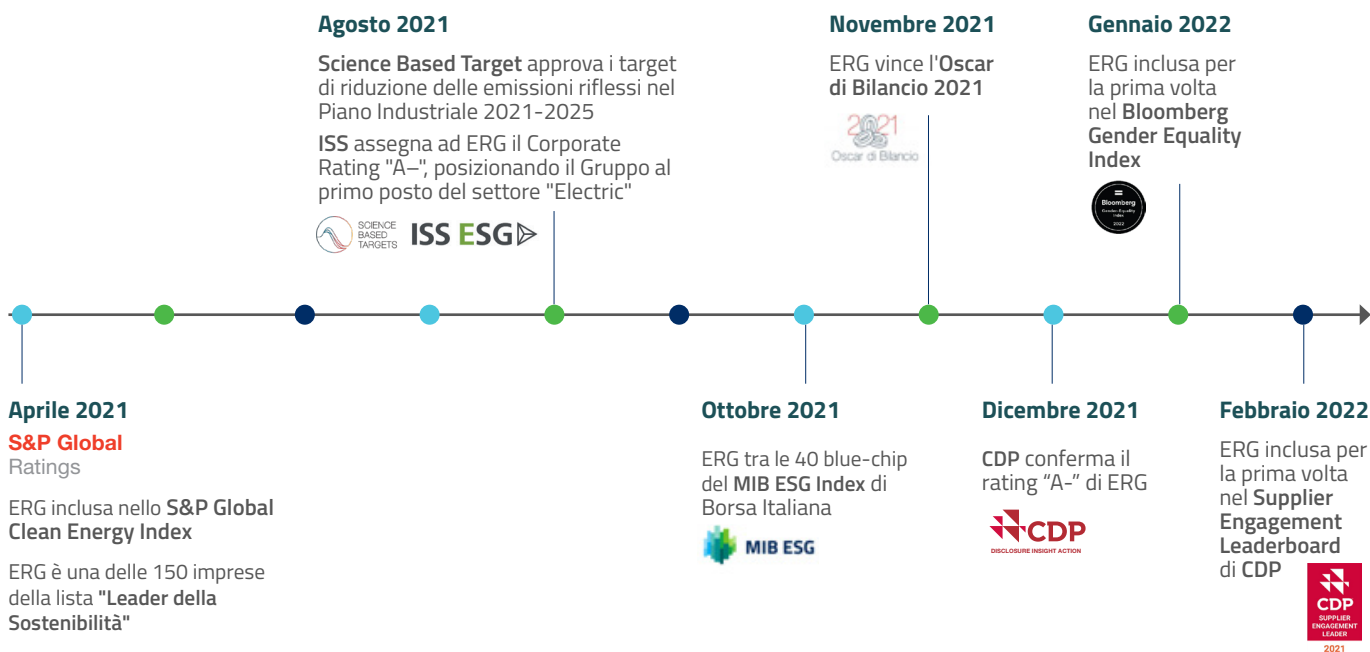 Agosto 2021
Science Based Target approva i target
di riduzione delle emissioni riflessi nel
Piano Industriale 2021-2025
ISS assegna ad ERG il Corporate
Rating "A–", posizionando il Gruppo al
primo posto del settore "Electric"
SCIENCE
BASED
TARGETS
ISS ESG
Novembre 2021
ERG vince l'Oscar
di Bilancio 2021
2021
Oscar di Bilancio
Gennaio 2022
ERG inclusa per
la prima volta
nel Bloomberg
Gender Equality
Index
Bloomberg
Gender-Equality
Index
2022
Aprile 2021
S&P Global
Ratings
ERG inclusa nello S&P Global
Clean Energy Index
ERG è una delle 150 imprese
della lista "Leader della
Sostenibilità"
Ottobre 2021
ERG tra le 40 blue-chip
del MIB ESG Index di
Borsa Italiana
MIB ESG
Dicembre 2021
CDP conferma il
rating “A-” di ERG
CDP
DISCLOSURE INSIGHT ACTION
Febbraio 2022
ERG inclusa per
la prima volta
nel Supplier
Engagement
Leaderboard
di CDP
CDP
SUPPLIER
ENGAGEMENT
LEADER
2021